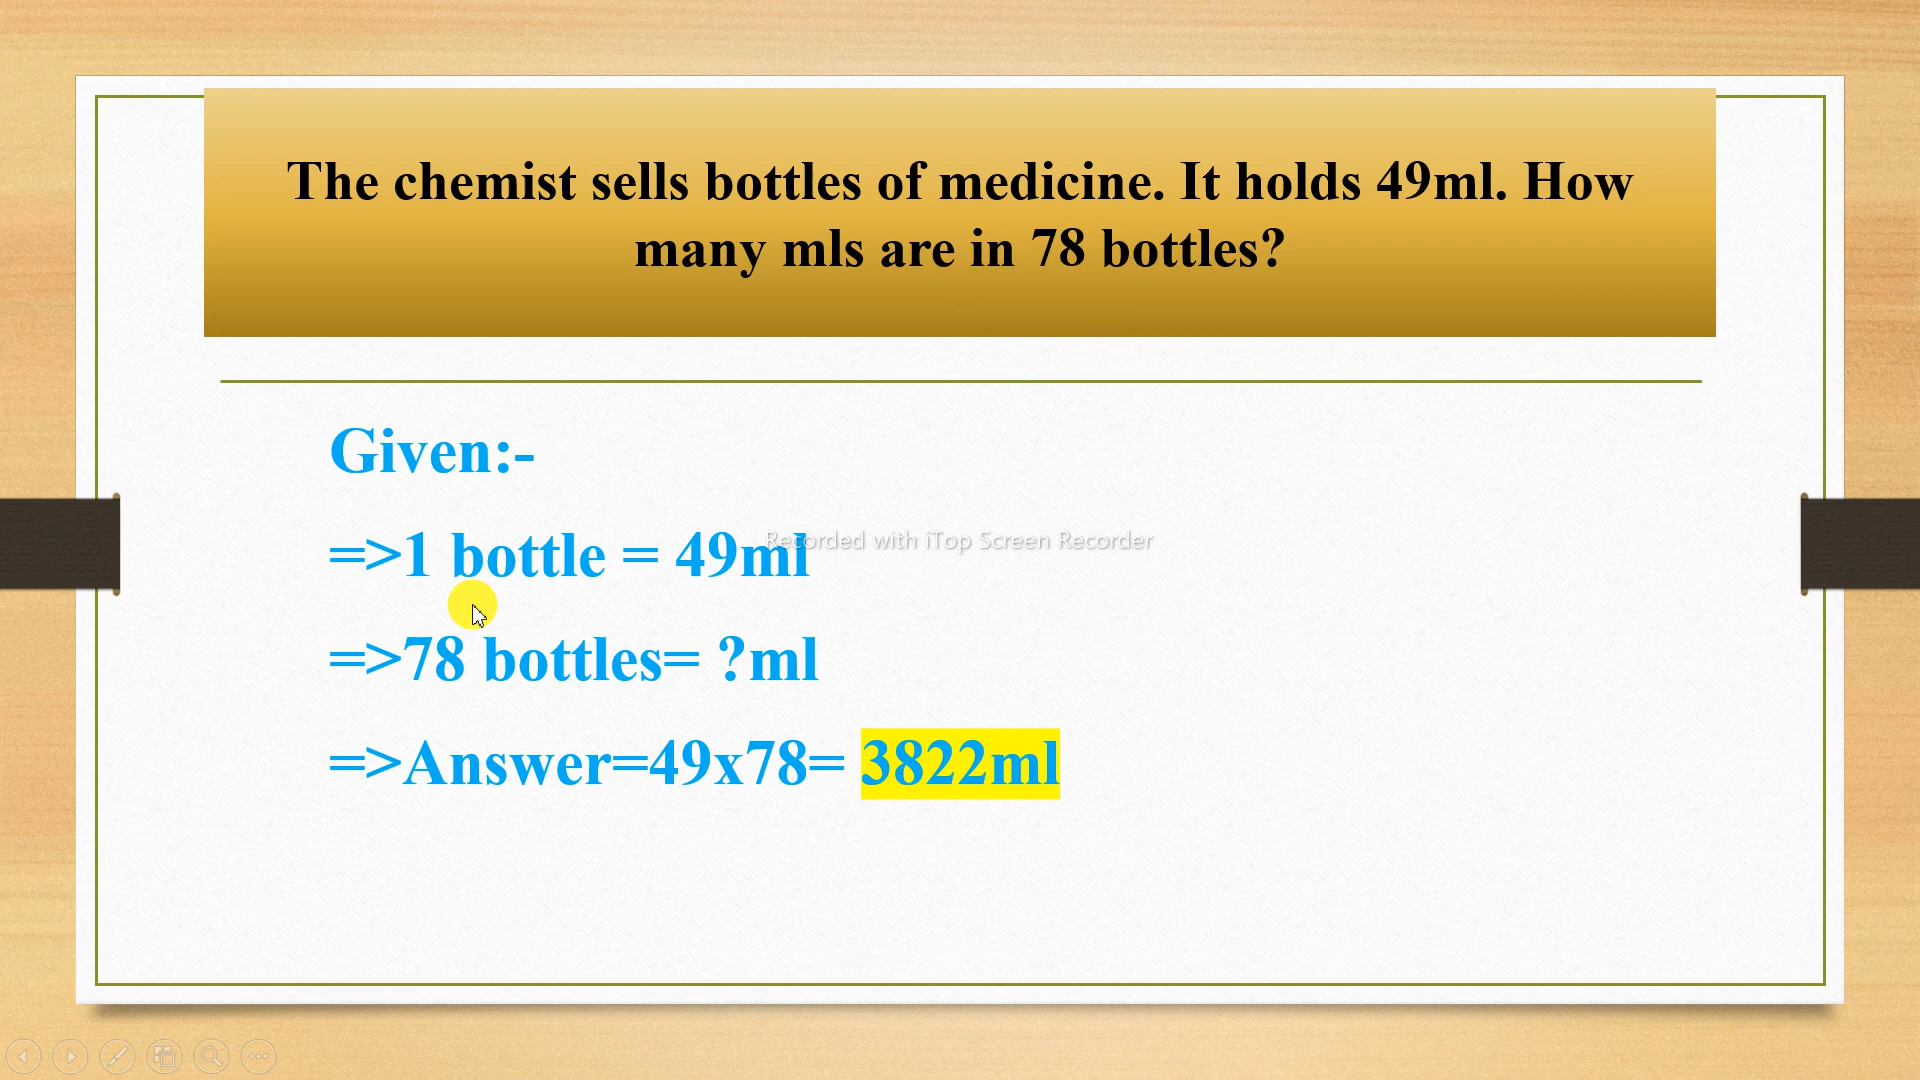 The chemist sells bottles of medicine. It holds 49ml. How
many mls are in 78 bottles?
Given:-
=>1 bottle = 49ml
Recorded with iTop Screen Recorder
=>78 bottles= ?ml
=>Answer=49x78= 3822ml